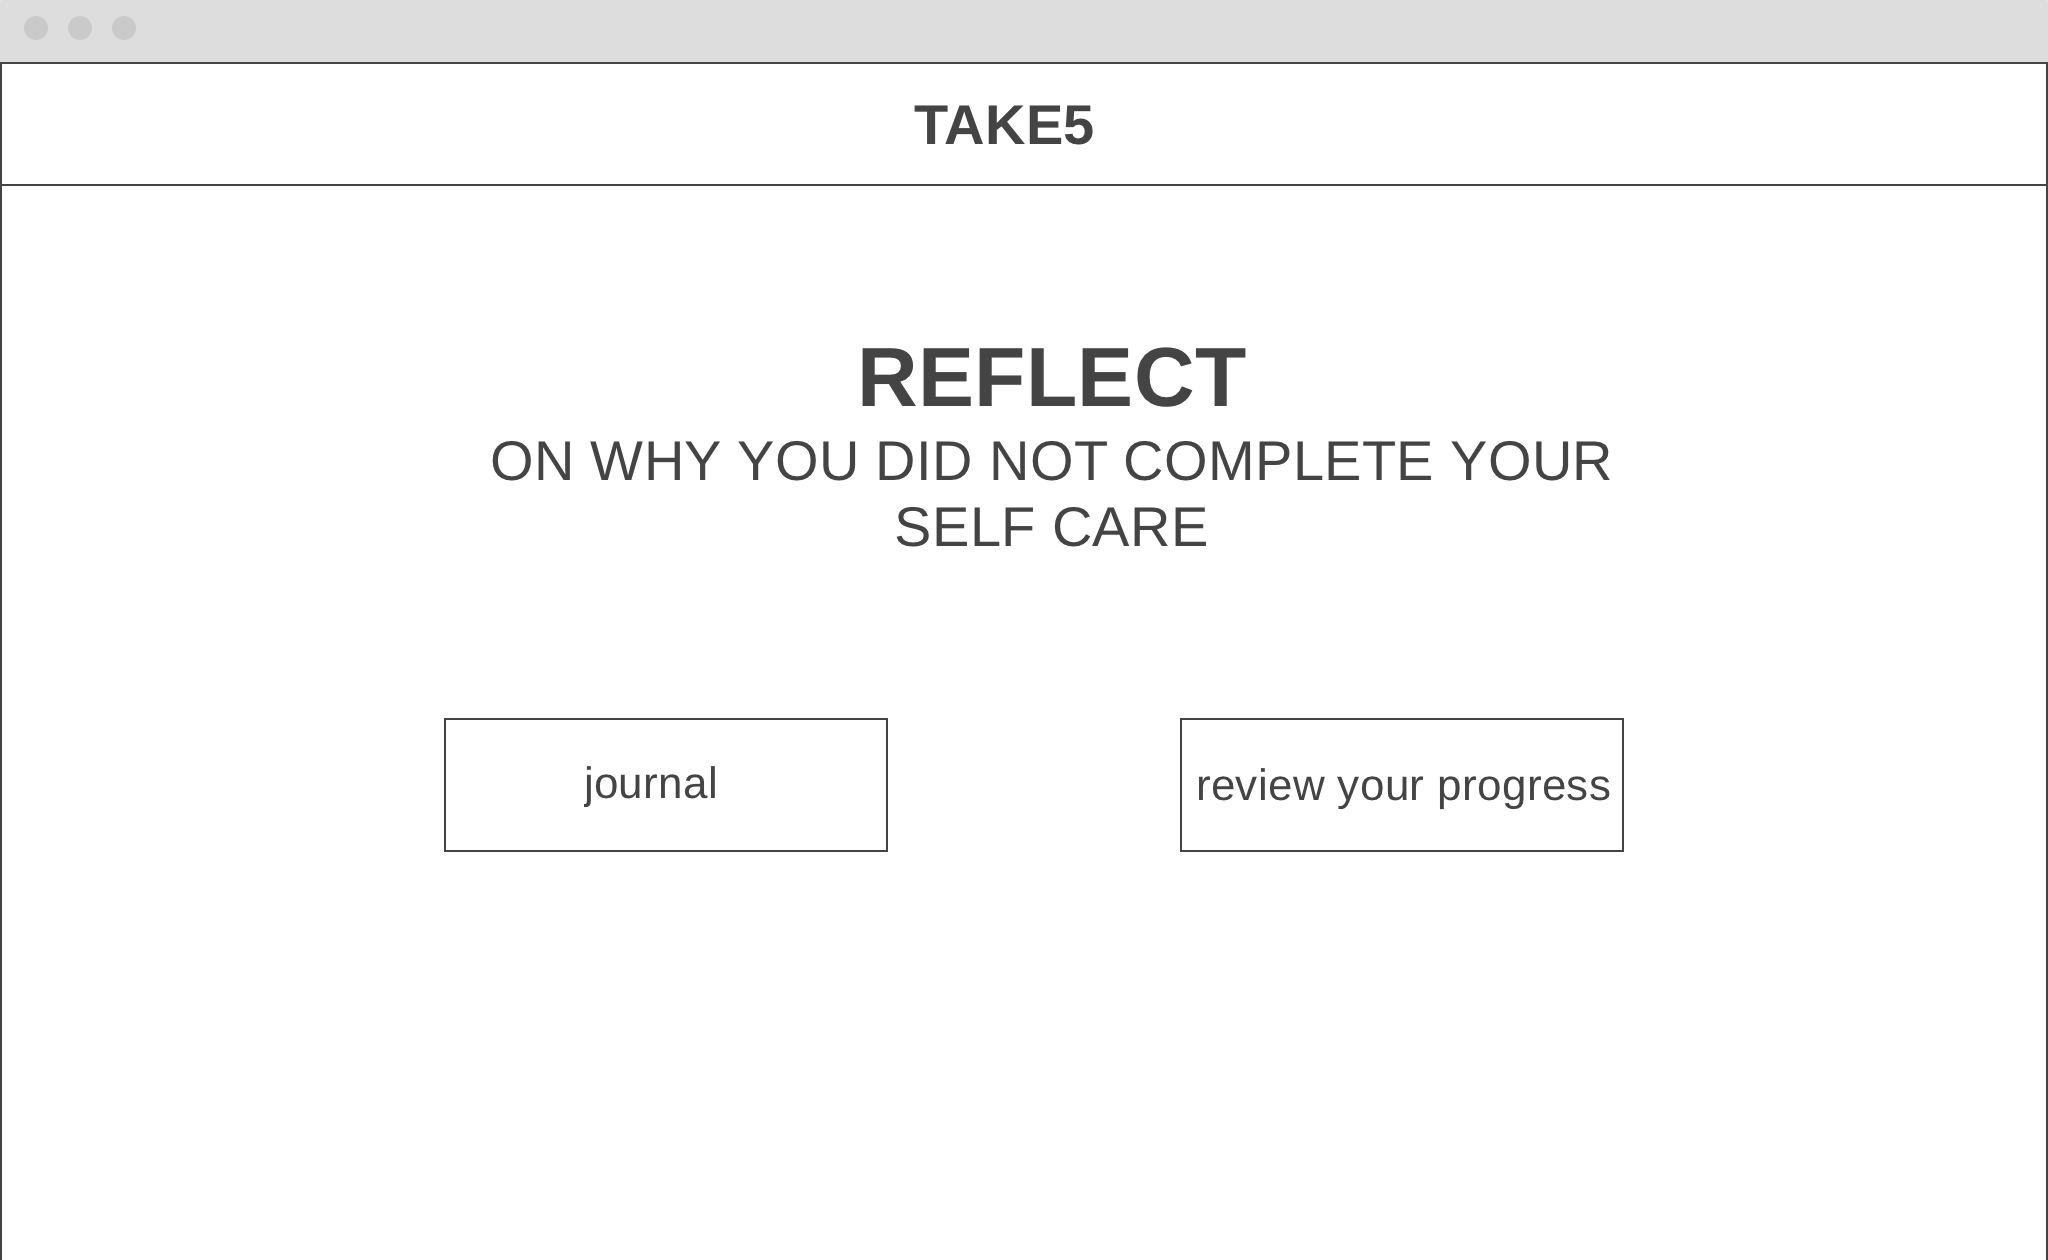 TAKE5
REFLECT
ON WHY YOU DID NOT COMPLETE YOUR
SELF CARE
journal
review your progress